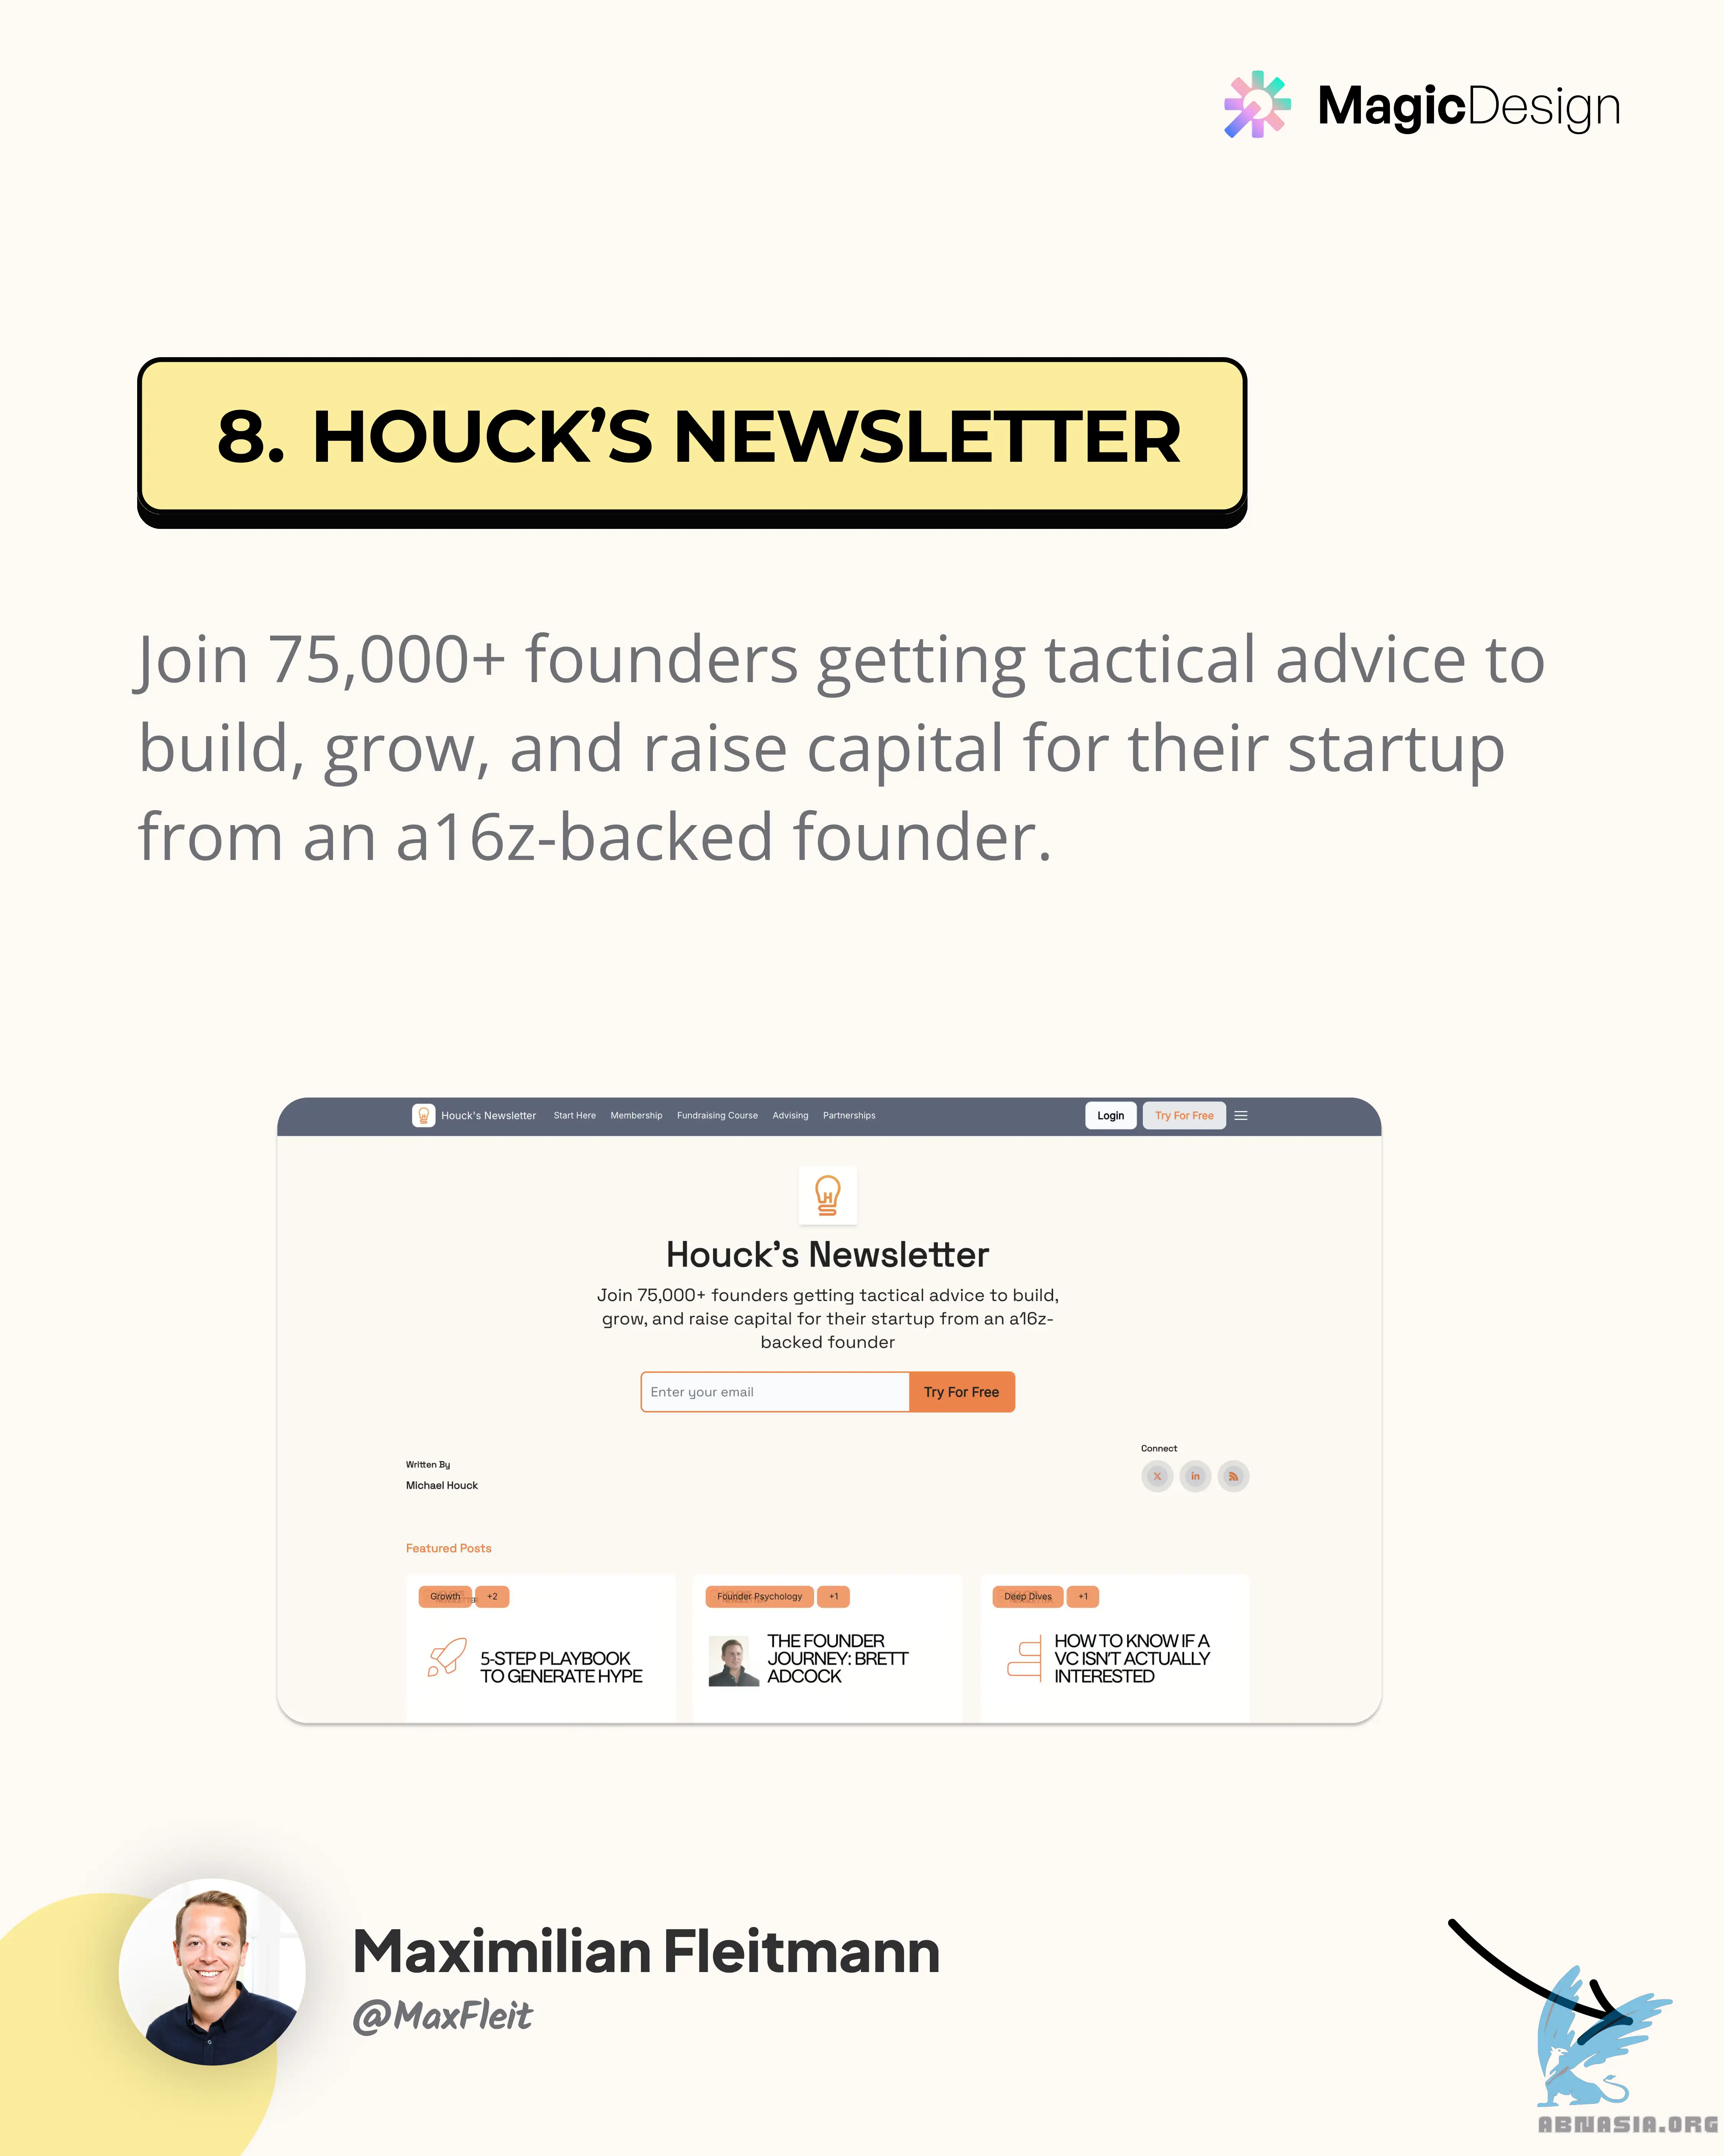 MagicDesign
8. HOUCK’S NEWSLETTER
Join 75,000+ founders getting tactical advice to
build, grow, and raise capital for their startup
from an a16z-backed founder.
Houck's Newsletter Start Here Membership Fundraising Course Advising Partnerships Login Try For Free
Houck’s Newsletter
Join 75,000+ founders getting tactical advice to build,
grow, and raise capital for their startup from an a16z-
backed founder
Enter your email Try For Free
Connect
Written By
Michael Houck
Featured Posts
Growth +2
5-STEP PLAYBOOK
TO GENERATE HYPE
Founder Psychology +1
THE FOUNDER
JOURNEY: BRETT
ADCOCK
Deep Dives +1
HOW TO KNOW IF A
VC ISN'T ACTUALLY
INTERESTED
Maximilian Fleitmann
@MaxFleit
ABNASIA.ORG